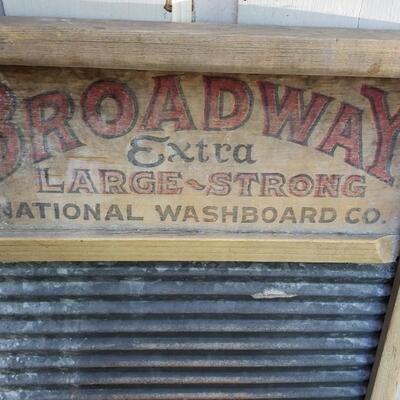 BROADWAY
Extra
LARGE~STRONG
NATIONAL WASHBOARD CO.